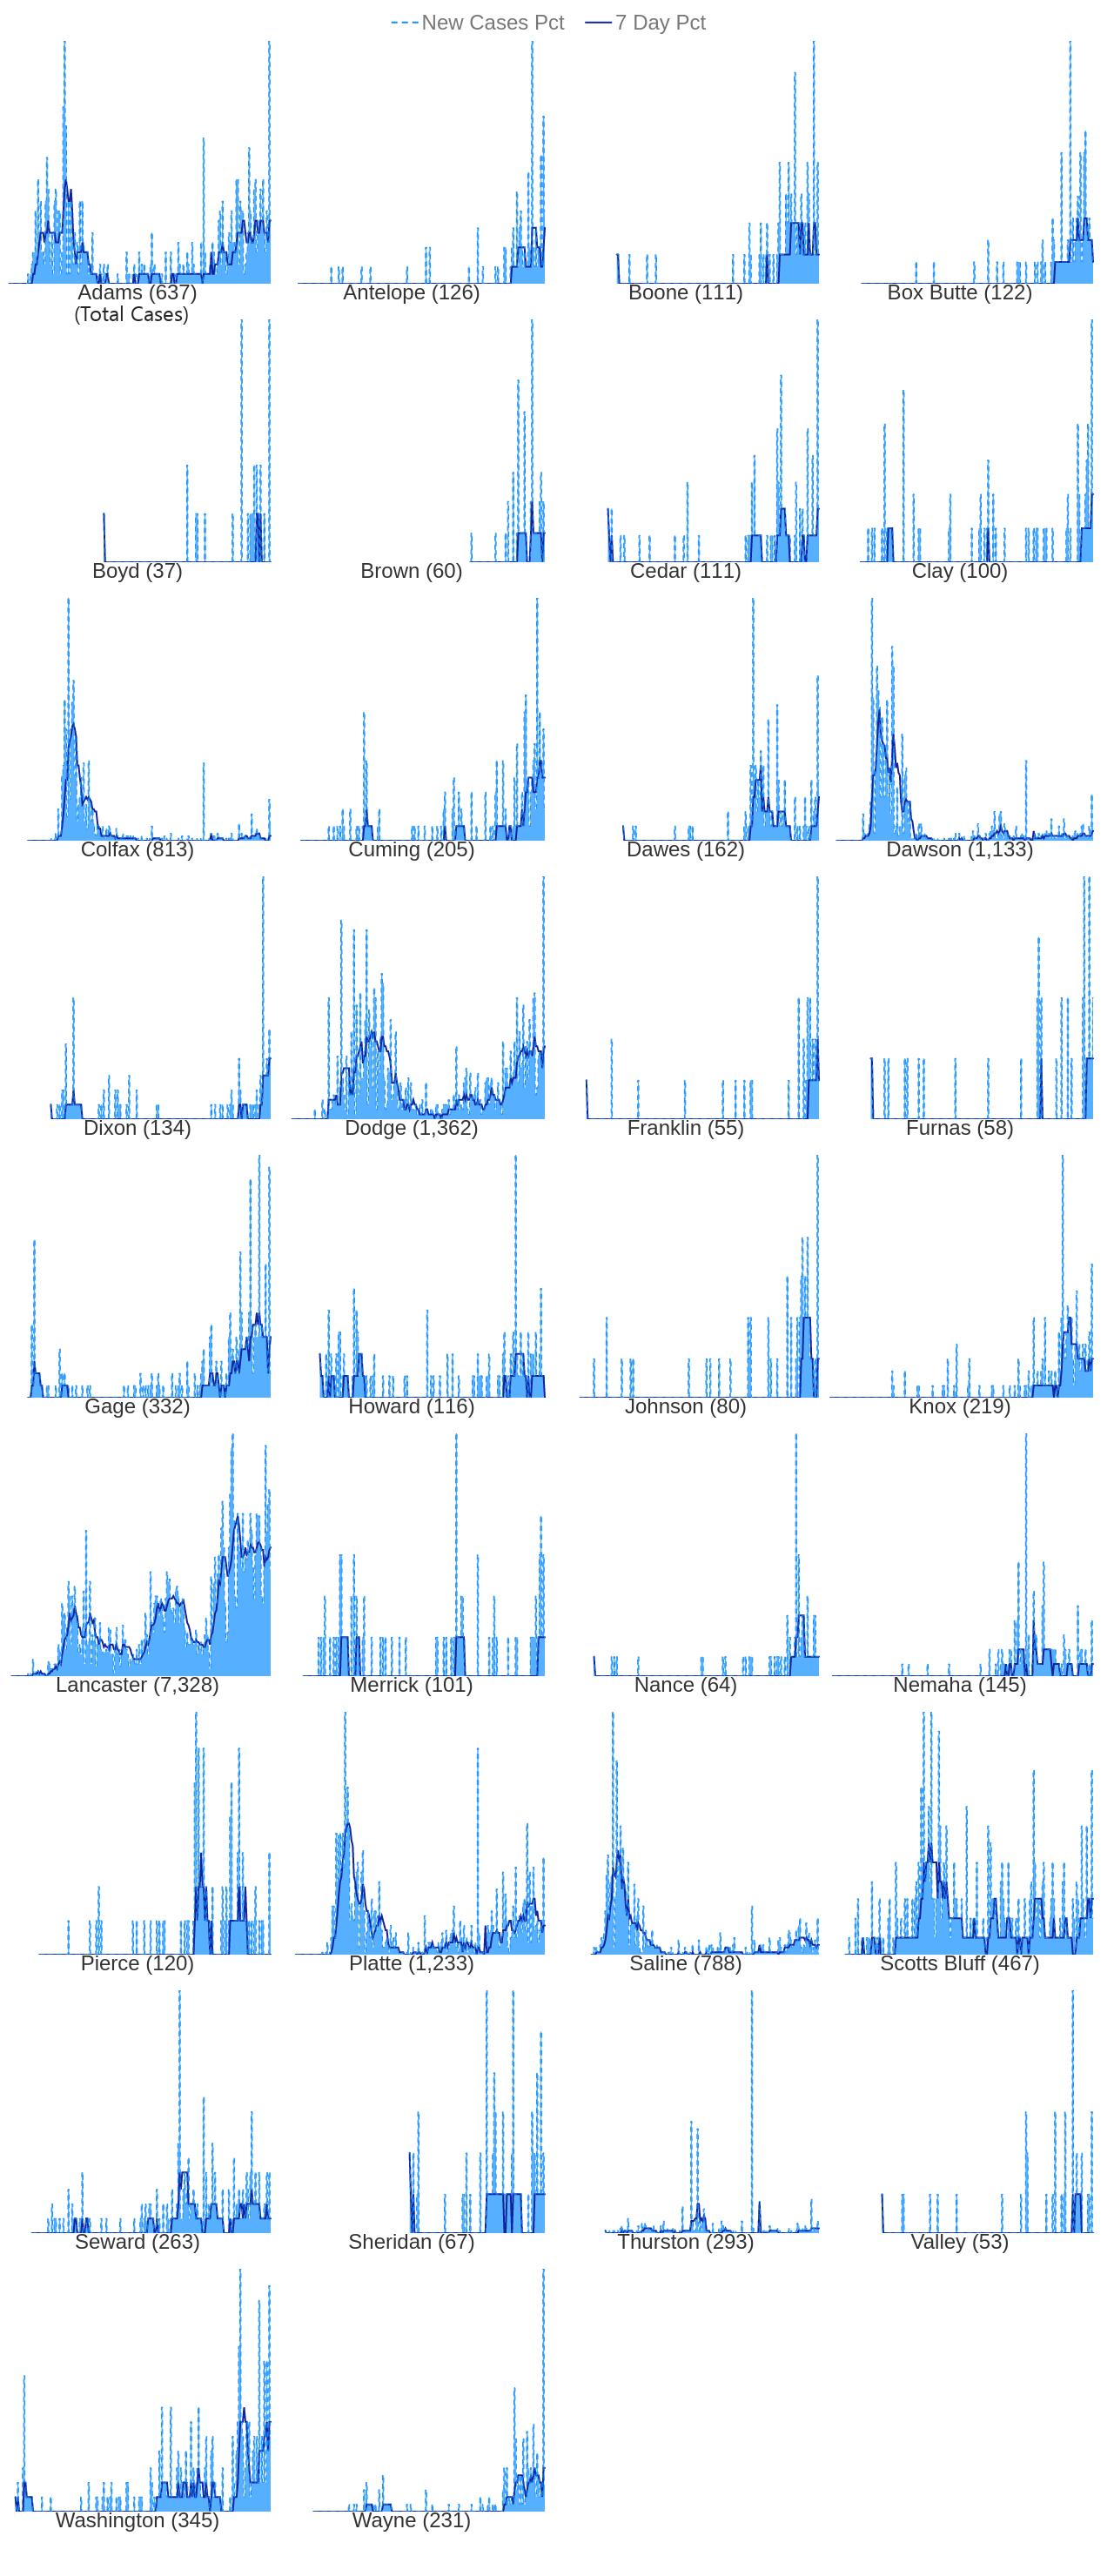 New Cases Pct 7 Day Pct
Adams (637) Antelope (126) Boone (111) Box Butte (122)
(Total Cases)
Boyd (37) Brown (60) Cedar (111) Clay (100)
Colfax (813) Cuming (205) Dawes (162) Dawson (1,133)
Dixon (134) Dodge (1,362) Franklin (55) Furnas (58)
Gage (332) Howard (116) Johnson (80) Knox (219)
Lancaster (7,328) Merrick (101) Nance (64) Nemaha (145)
Pierce (120) Platte (1,233) Saline (788) Scotts Bluff (467)
Seward (263) Sheridan (67) Thurston (293) Valley (53)
Washington (345) Wayne (231)